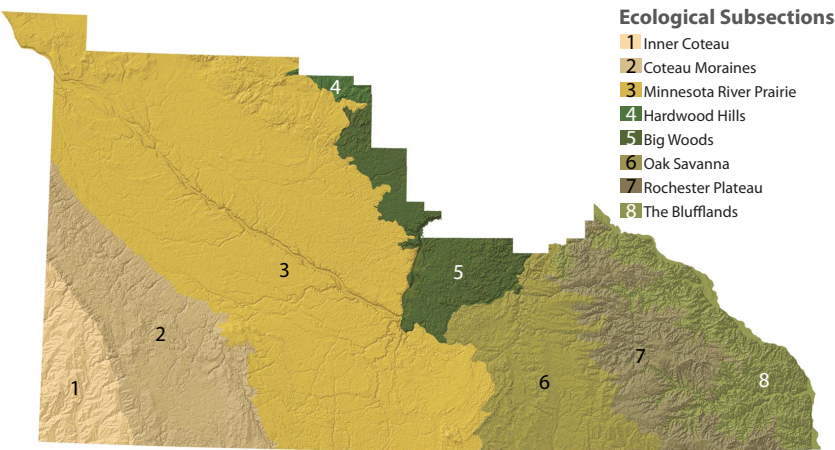 Ecological Subsections
1 Inner Coteau
2 Coteau Moraines
3 Minnesota River Prairie
4 Hardwood Hills
5 Big Woods
6 Oak Savanna
7 Rochester Plateau
8 The Blufflands
4
3
5
2
7
1
6
8